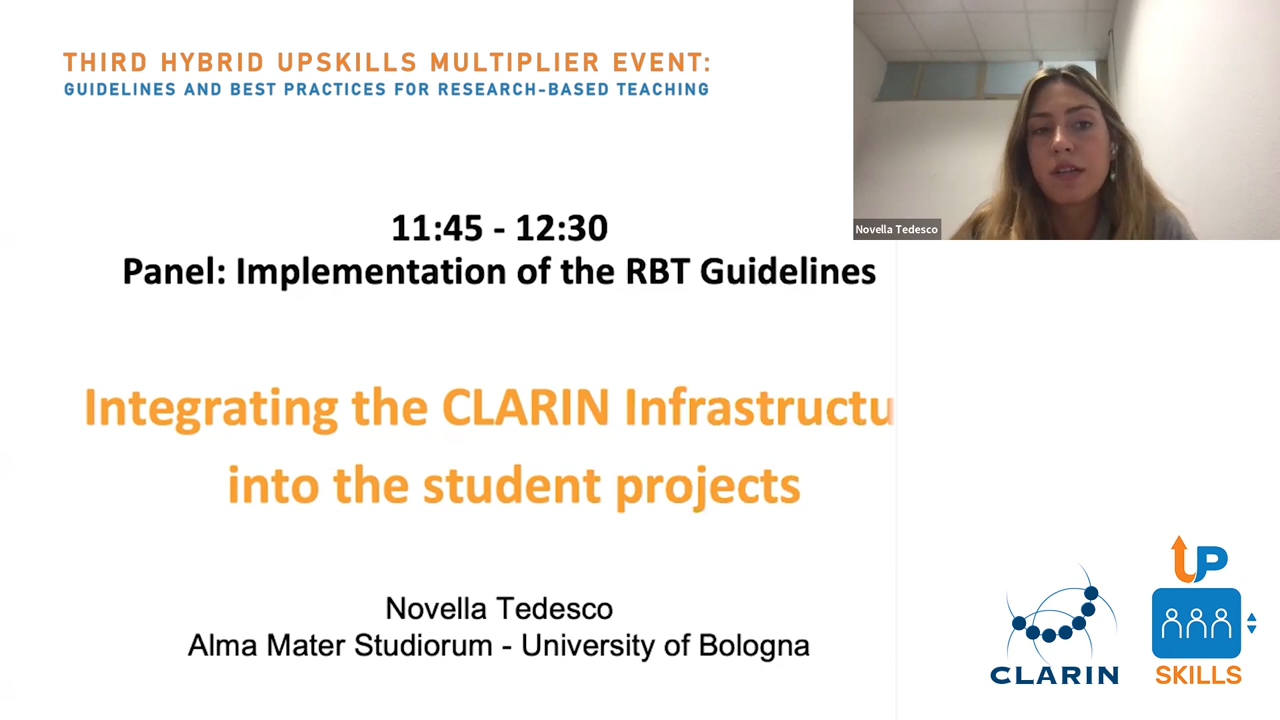 THIRD HYBRID UPSKILLS MULTIPLIER EVENT:
GUIDELINES AND BEST PRACTICES FOR RESEARCH-BASED TEACHING
Novella Tedesco
11:45 - 12:30
Panel: Implementation of the RBT Guidelines
Integrating the CLARIN Infrastructu
into the student projects
Novella Tedesco
Alma Mater Studiorum - University of Bologna
CLARIN
UP
SKILLS